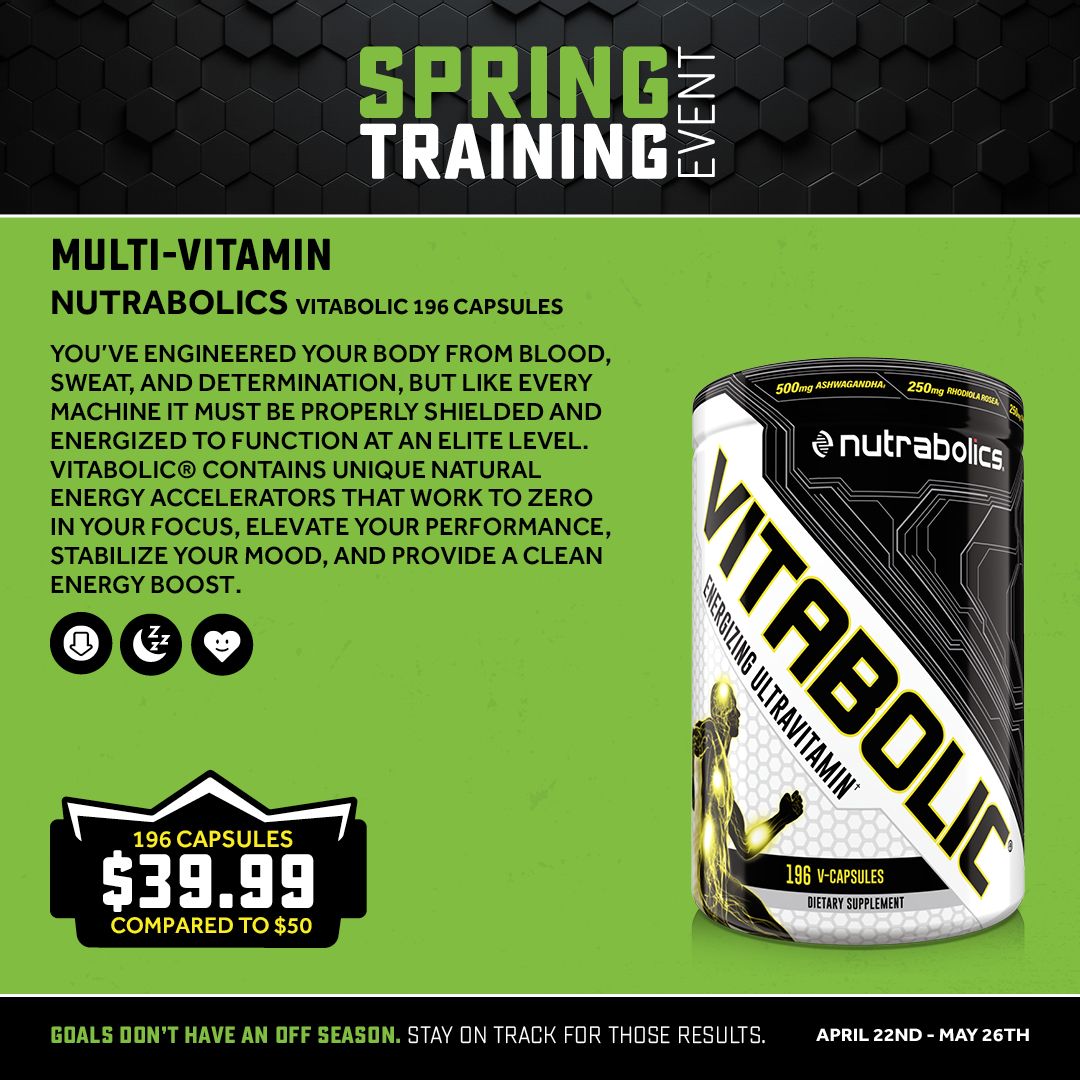 SPRING
TRAINING
EVENT
MULTI-VITAMIN
NUTRABOLICS VITABOLIC 196 CAPSULES
YOU'VE ENGINEERED YOUR BODY FROM BLOOD,
SWEAT, AND DETERMINATION, BUT LIKE EVERY
MACHINE IT MUST BE PROPERLY SHIELDED AND
ENERGIZED TO FUNCTION AT AN ELITE LEVEL.
VITABOLIC® CONTAINS UNIQUE NATURAL
ENERGY ACCELERATORS THAT WORK TO ZERO
IN YOUR FOCUS, ELEVATE YOUR PERFORMANCE,
STABILIZE YOUR MOOD, AND PROVIDE A CLEAN
ENERGY BOOST.
zzz
500mg ASHWAGANDHA,
250mg RHODIOLA ROSEA,
nutrabolics®
VITABOLIC®
ENERGIZING ULTRAVITAMIN†
196 V-CAPSULES
DIETARY SUPPLEMENT
196 CAPSULES
$39.99
COMPARED TO $50
GOALS DON'T HAVE AN OFF SEASON. STAY ON TRACK FOR THOSE RESULTS.
APRIL 22ND - MAY 26TH